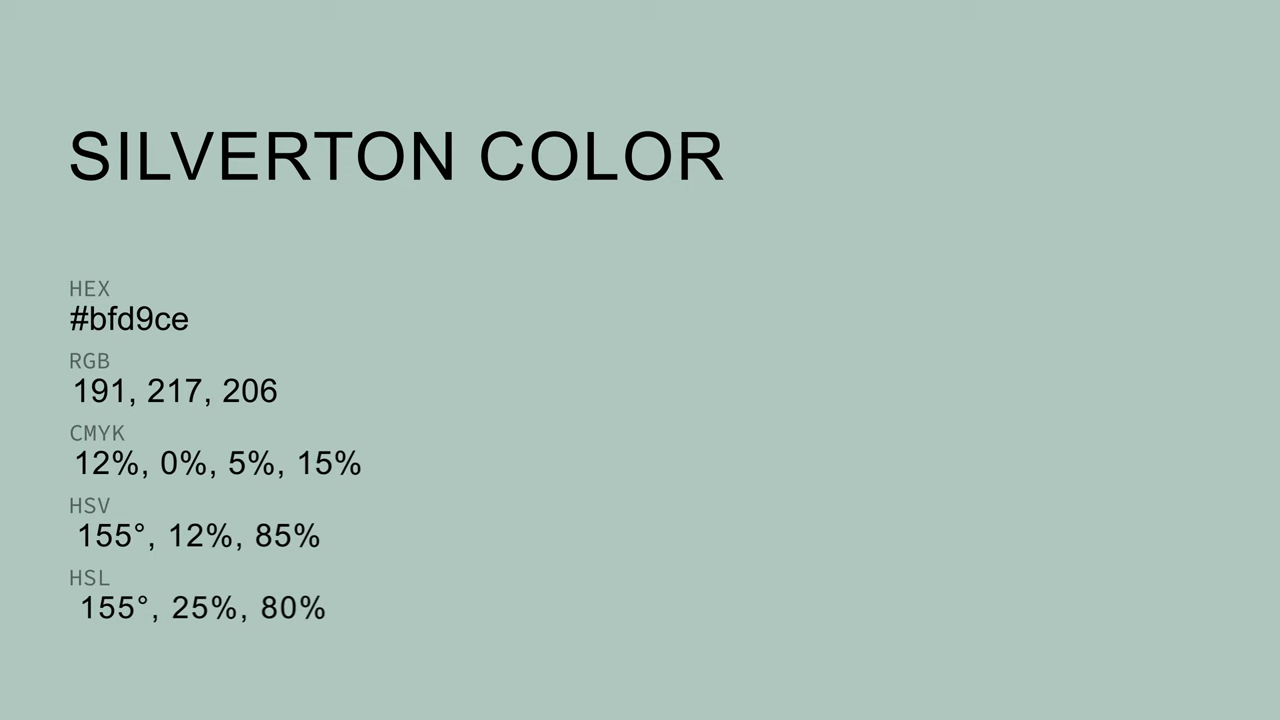 SILVERTON COLOR
HEX
#bfd9ce
RGB
191, 217, 206
CMYK
12%, 0%, 5%, 15%
HSV
155°, 12%, 85%
HSL
155°, 25%, 80%